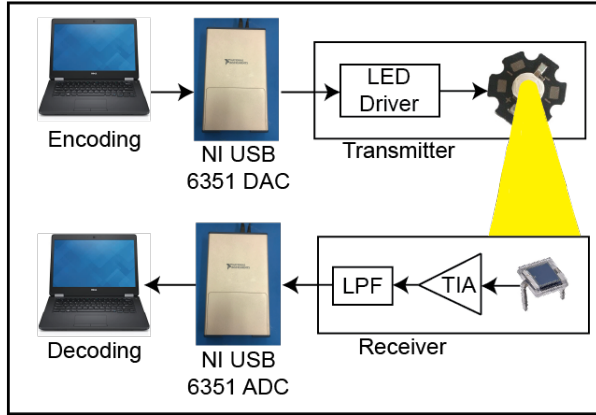 LED
Driver
Encoding
NI USB
6351 DAC
Transmitter
LPF
TIA
Decoding
NI USB
6351 ADC
Receiver